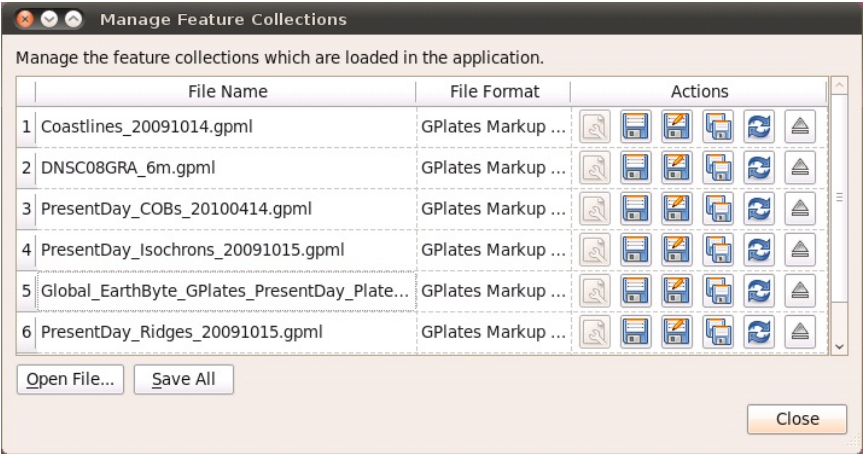 Manage Feature Collections
Manage the feature collections which are loaded in the application.
File Name File Format Actions
1 Coastlines_20091014.gpml GPlates Markup ...
2 DNSC08GRA_6m.gpml GPlates Markup ...
3 PresentDay_COBs_20100414.gpml GPlates Markup ...
4 PresentDay_Isochrons_20091015.gpml GPlates Markup ...
5 Global_EarthByte_GPlates_PresentDay_Plate... GPlates Markup ...
6 PresentDay_Ridges_20091015.gpml GPlates Markup ...
Open File... Save All
Close